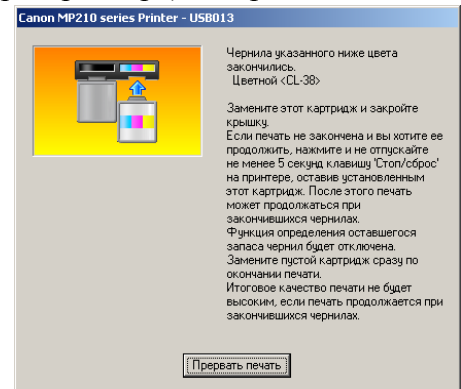 Canon MP210 series Printer - USB013
Чернила указанного ниже цвета
закончились.
Цветной <CL-38>
Замените этот картридж и закройте
крышку.
Если печать не закончена и вы хотите ее
продолжить, нажмите и не отпускайте
не менее 5 секунд клавишу 'Стоп/сброс'
на принтере, оставив установленным
этот картридж. После этого печать
может продолжаться при
закончившихся чернилах.
Функция определения оставшегося
запаса чернил будет отключена.
Замените пустой картридж сразу по
окончании печати.
Итоговое качество печати не будет
высоким, если печать продолжается при
закончившихся чернилах.
Прервать печать